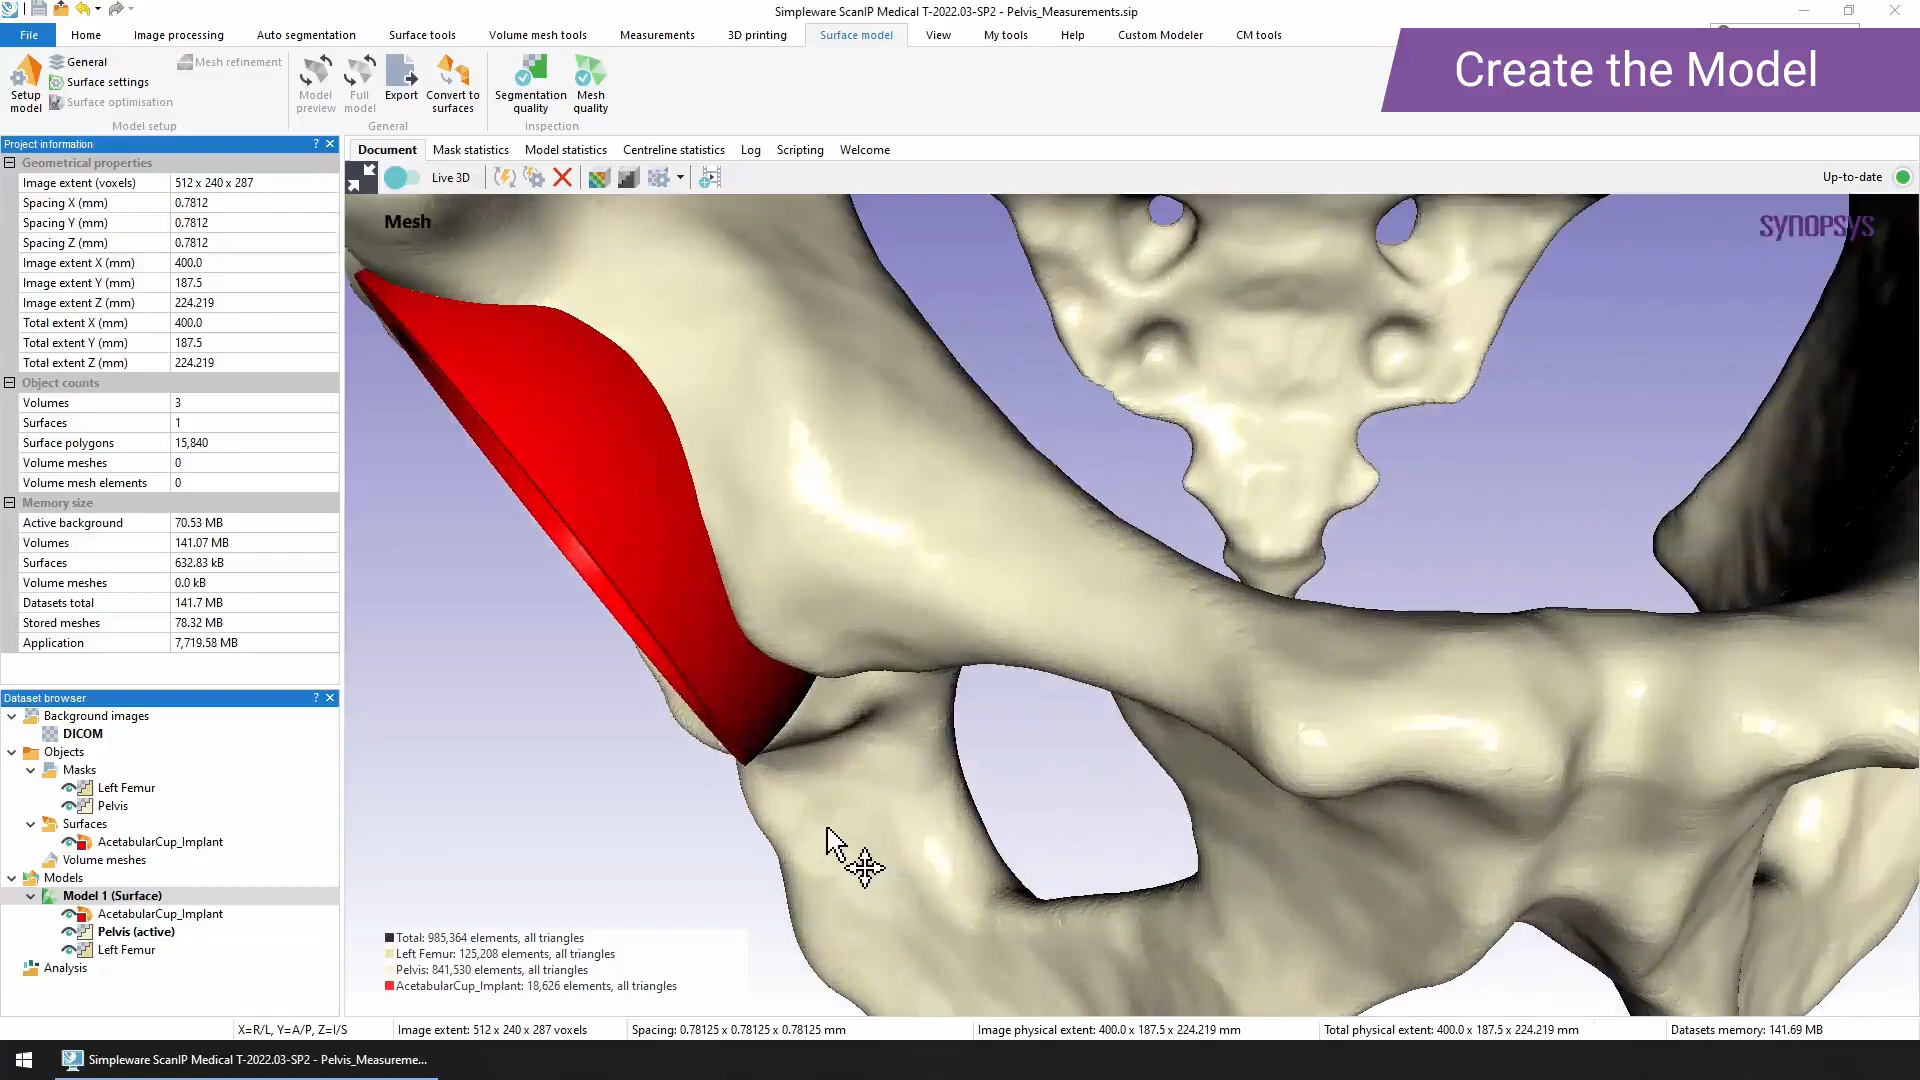 Simpleware ScanIP Medical T-2022.03-SP2 - Pelvis_Measurements.sip
File Home Image processing Auto segmentation Surface tools Volume mesh tools Measurements 3D printing Surface model View My tools Help Custom Modeler CM tools
Create the Model
Setup model
General
Surface settings
Surface optimisation
Mesh refinement
Model setup
Model preview
Full model
Export
Convert to surfaces
General
Segmentation quality
Mesh quality
Inspection
Project information ?
Geometrical properties
Image extent (voxels) 512 x 240 x 287
Spacing X (mm) 0.7812
Spacing Y (mm) 0.7812
Spacing Z (mm) 0.7812
Image extent X (mm) 400.0
Image extent Y (mm) 187.5
Image extent Z (mm) 224.219
Total extent X (mm) 400.0
Total extent Y (mm) 187.5
Total extent Z (mm) 224.219
Object counts
Volumes 3
Surfaces 1
Surface polygons 15,840
Volume meshes 0
Volume mesh elements 0
Memory size
Active background 70.53 MB
Volumes 141.07 MB
Surfaces 632.83 kB
Volume meshes 0.0 kB
Datasets total 141.7 MB
Stored meshes 78.32 MB
Application 7,719.58 MB
Dataset browser ?
Background images
DICOM
Objects
Masks
Left Femur
Pelvis
Surfaces
AcetabularCup_Implant
Volume meshes
Models
Model 1 (Surface)
AcetabularCup_Implant
Pelvis (active)
Left Femur
Analysis
Document Mask statistics Model statistics Centreline statistics Log Scripting Welcome
Live 3D
Up-to-date
Mesh
SYNOPSYS
Total: 985,364 elements, all triangles
Left Femur: 125,208 elements, all triangles
Pelvis: 841,530 elements, all triangles
AcetabularCup_Implant: 18,626 elements, all triangles
X=R/L, Y=A/P, Z=I/S Image extent: 512 x 240 x 287 voxels Spacing: 0.78125 x 0.78125 x 0.78125 mm Image physical extent: 400.0 x 187.5 x 224.219 mm Total physical extent: 400.0 x 187.5 x 224.219 mm Datasets memory: 141.69 MB
Simpleware ScanIP Medical T-2022.03-SP2 - Pelvis_Measureme...